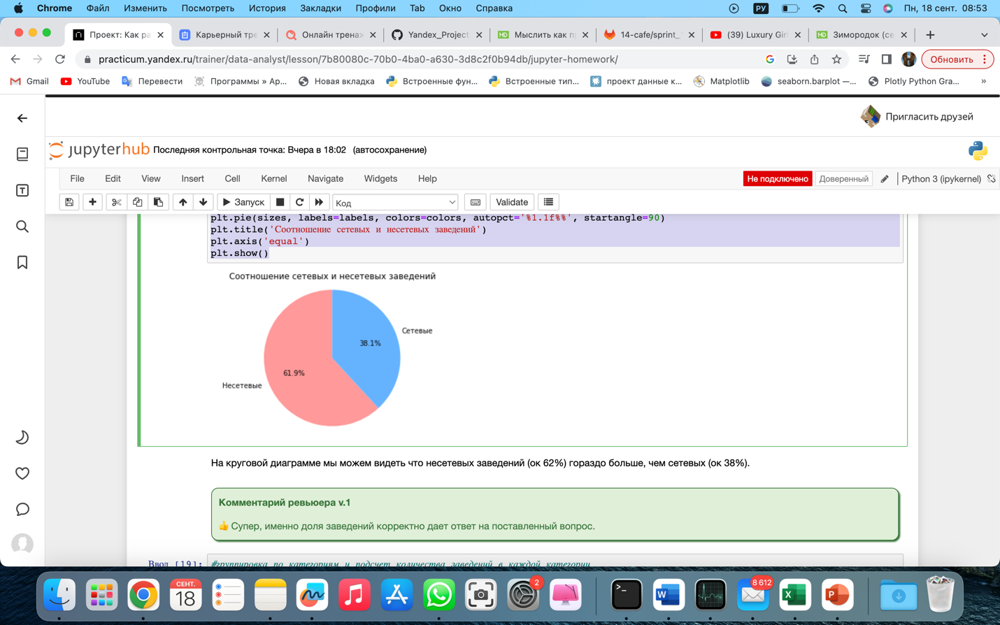 Chrome Файл Изменить Посмотреть История Закладки Профили Tab Окно Справка РУ Пн, 18 сент. 08:53
Проект: Как ра Карьерный тре Онлайн трена Yandex_Project HD Мыслить как п 14-cafe/sprint_ (39) Luxury Girl HD Зимородок (се
practicum.yandex.ru/trainer/data-analyst/lesson/7b80080c-70b0-4ba0-a630-3d8c2f0b94db/jupyter-homework/ Обновить
Gmail YouTube Перевести Программы » Ap... Новая вкладка Встроенные фун... Встроенные тип... проект данные к... Matplotlib seaborn.barplot —... Plotly Python Gra... »
Пригласить друзей
jupyterhub Последняя контрольная точка: Вчера в 18:02 (автосохранение)
File Edit View Insert Cell Kernel Navigate Widgets Help Не подключено Доверенный Python 3 (ipykernel)
Запуск Код Validate
plt.pie(sizes, labels=labels, colors=colors, autopct='%1.1f%%', startangle=90)
plt.title('Соотношение сетевых и несетевых заведений')
plt.axis('equal')
plt.show()
Соотношение сетевых и несетевых заведений
Сетевые
38.1%
61.9%
Несетевые
На круговой диаграмме мы можем видеть что несетевых заведений (ок 62%) гораздо больше, чем сетевых (ок 38%).
Комментарий ревьюера v.1
👍 Супер, именно доля заведений корректно дает ответ на поставленный вопрос.
Ввод [19]: #группировка по категориям и подсчет количества заведений в каждой категории
СЕНТ.
18
2
8 612